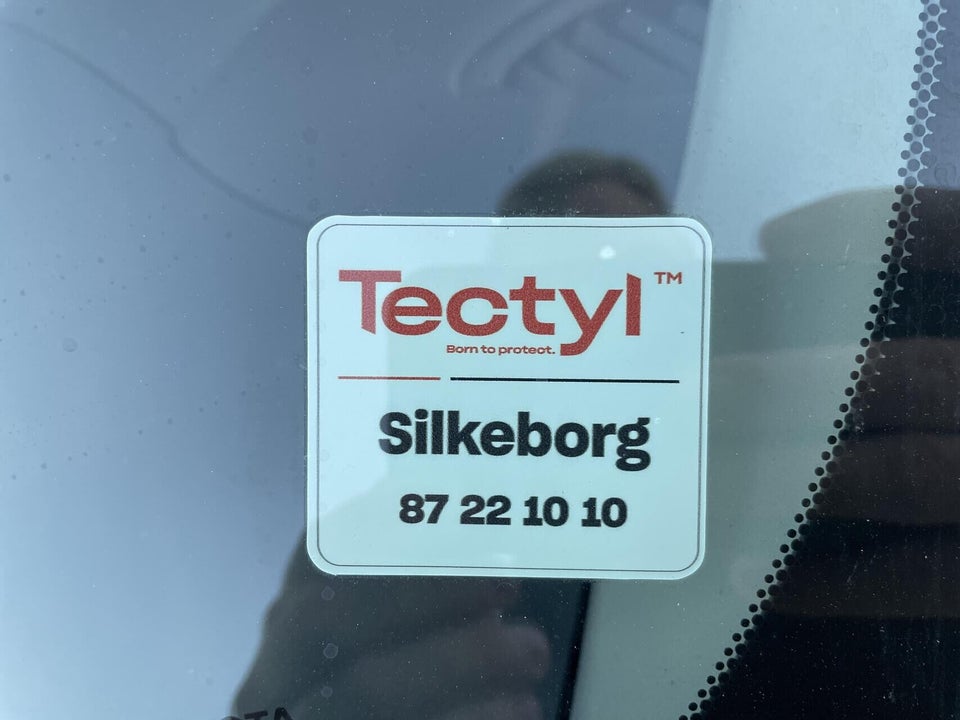 Tectyl™
Born to protect.
Silkeborg
87 22 10 10